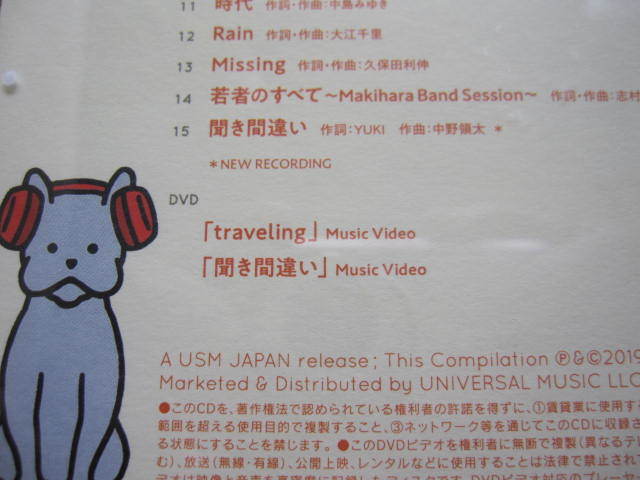 11 時代 作詞・作曲:中島みゆき
12 Rain 作詞・作曲:大江千里
13 Missing 作詞・作曲:久保田利伸
14 若者のすべて～Makihara Band Session～ 作詞・作曲:志村
15 聞き間違い 作詞:YUKI 作曲:中野領太 *
*NEW RECORDING
DVD
「traveling」Music Video
「聞き間違い」Music Video
A USM JAPAN release; This Compilation ℗&©2019
Marketed & Distributed by UNIVERSAL MUSIC LLC
●このCDを、著作権法で認められている権利者の許諾を得ずに、①賃貸業に使用する
範囲を超える使用目的で複製すること、③ネットワーク等を通じてこのCDに収録さ
る状態にすることを禁じます。●このDVDビデオを権利者に無断で複製(異なるテレ
む)、放送(無線・有線)、公開上映、レンタルなどに使用することは法律で禁止されて